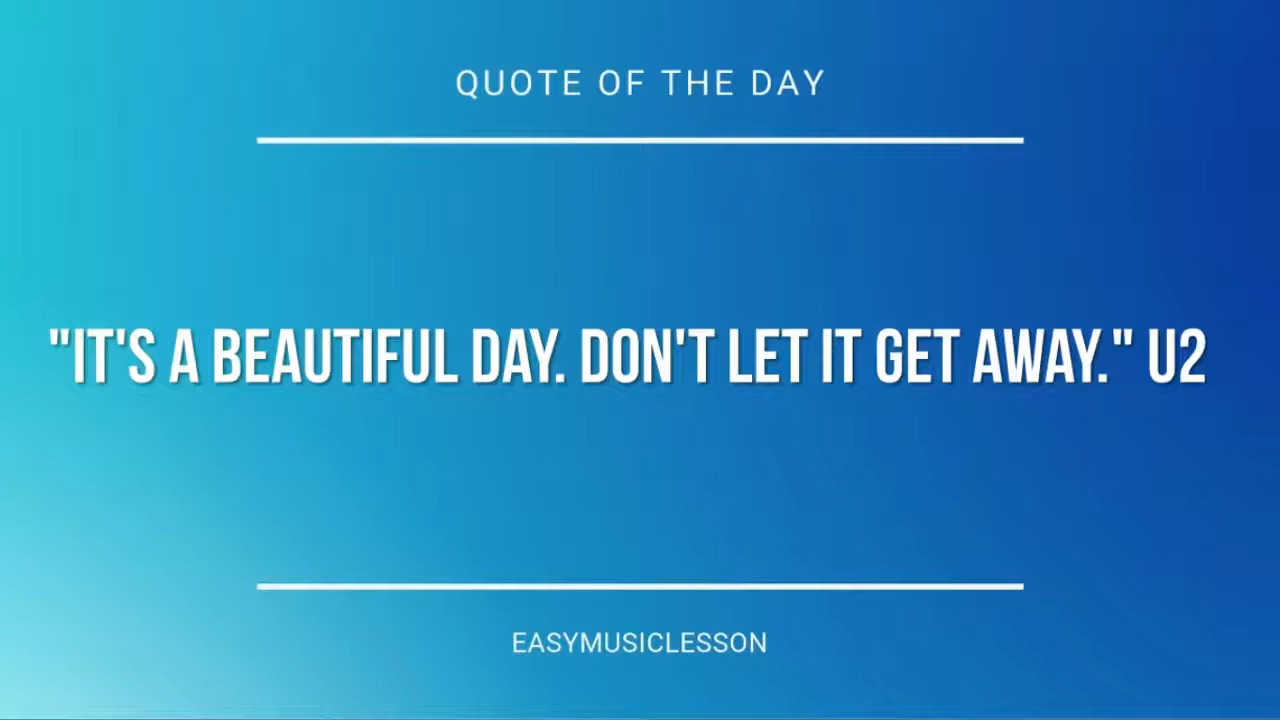 QUOTE OF THE DAY
"IT'S A BEAUTIFUL DAY. DON'T LET IT GET AWAY." U2
EASYMUSICLESSON